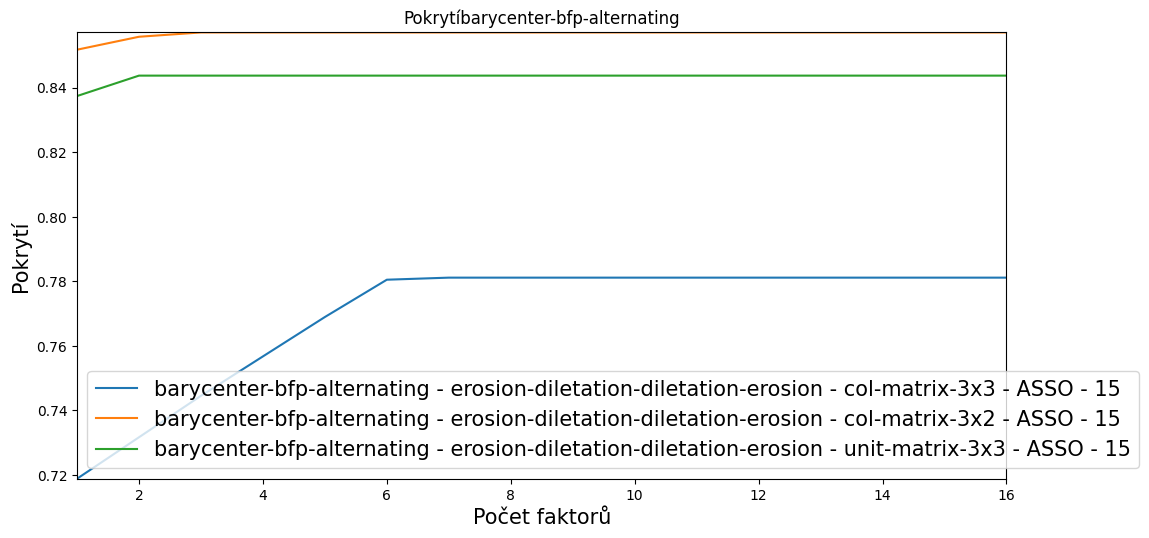 Pokrytíbarycenter-bfp-alternating
Pokrytí
0.84
0.82
0.80
0.78
0.76
0.74
0.72
barycenter-bfp-alternating - erosion-diletation-diletation-erosion - col-matrix-3x3 - ASSO - 15
barycenter-bfp-alternating - erosion-diletation-diletation-erosion - col-matrix-3x2 - ASSO - 15
barycenter-bfp-alternating - erosion-diletation-diletation-erosion - unit-matrix-3x3 - ASSO - 15
2 4 6 8 10 12 14 16
Počet faktorů